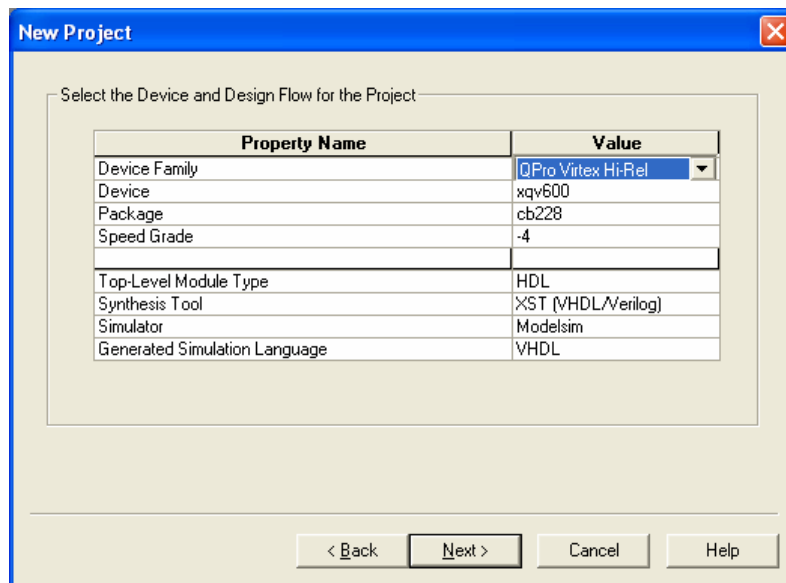 New Project
Select the Device and Design Flow for the Project
Property Name Value
Device Family QPro Virtex Hi-Rel
Device xqv600
Package cb228
Speed Grade -4
Top-Level Module Type HDL
Synthesis Tool XST (VHDL/Verilog)
Simulator Modelsim
Generated Simulation Language VHDL
< Back Next > Cancel Help